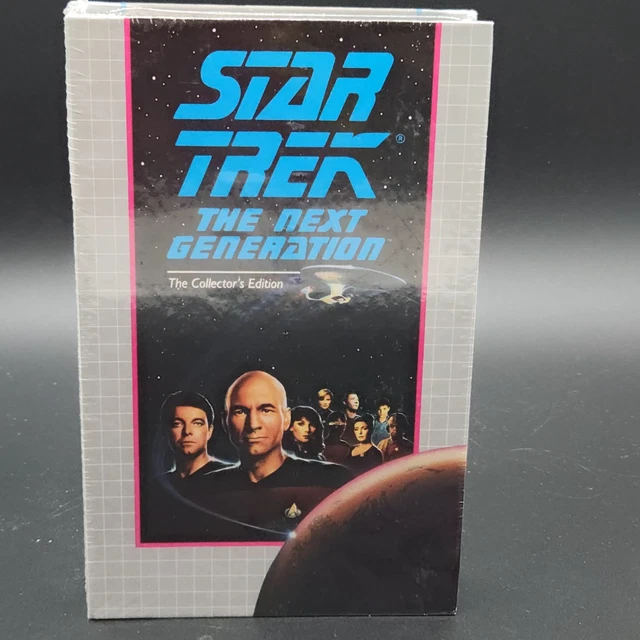 STAR
TREK®
THE NEXT
GENERATION
The Collector's Edition